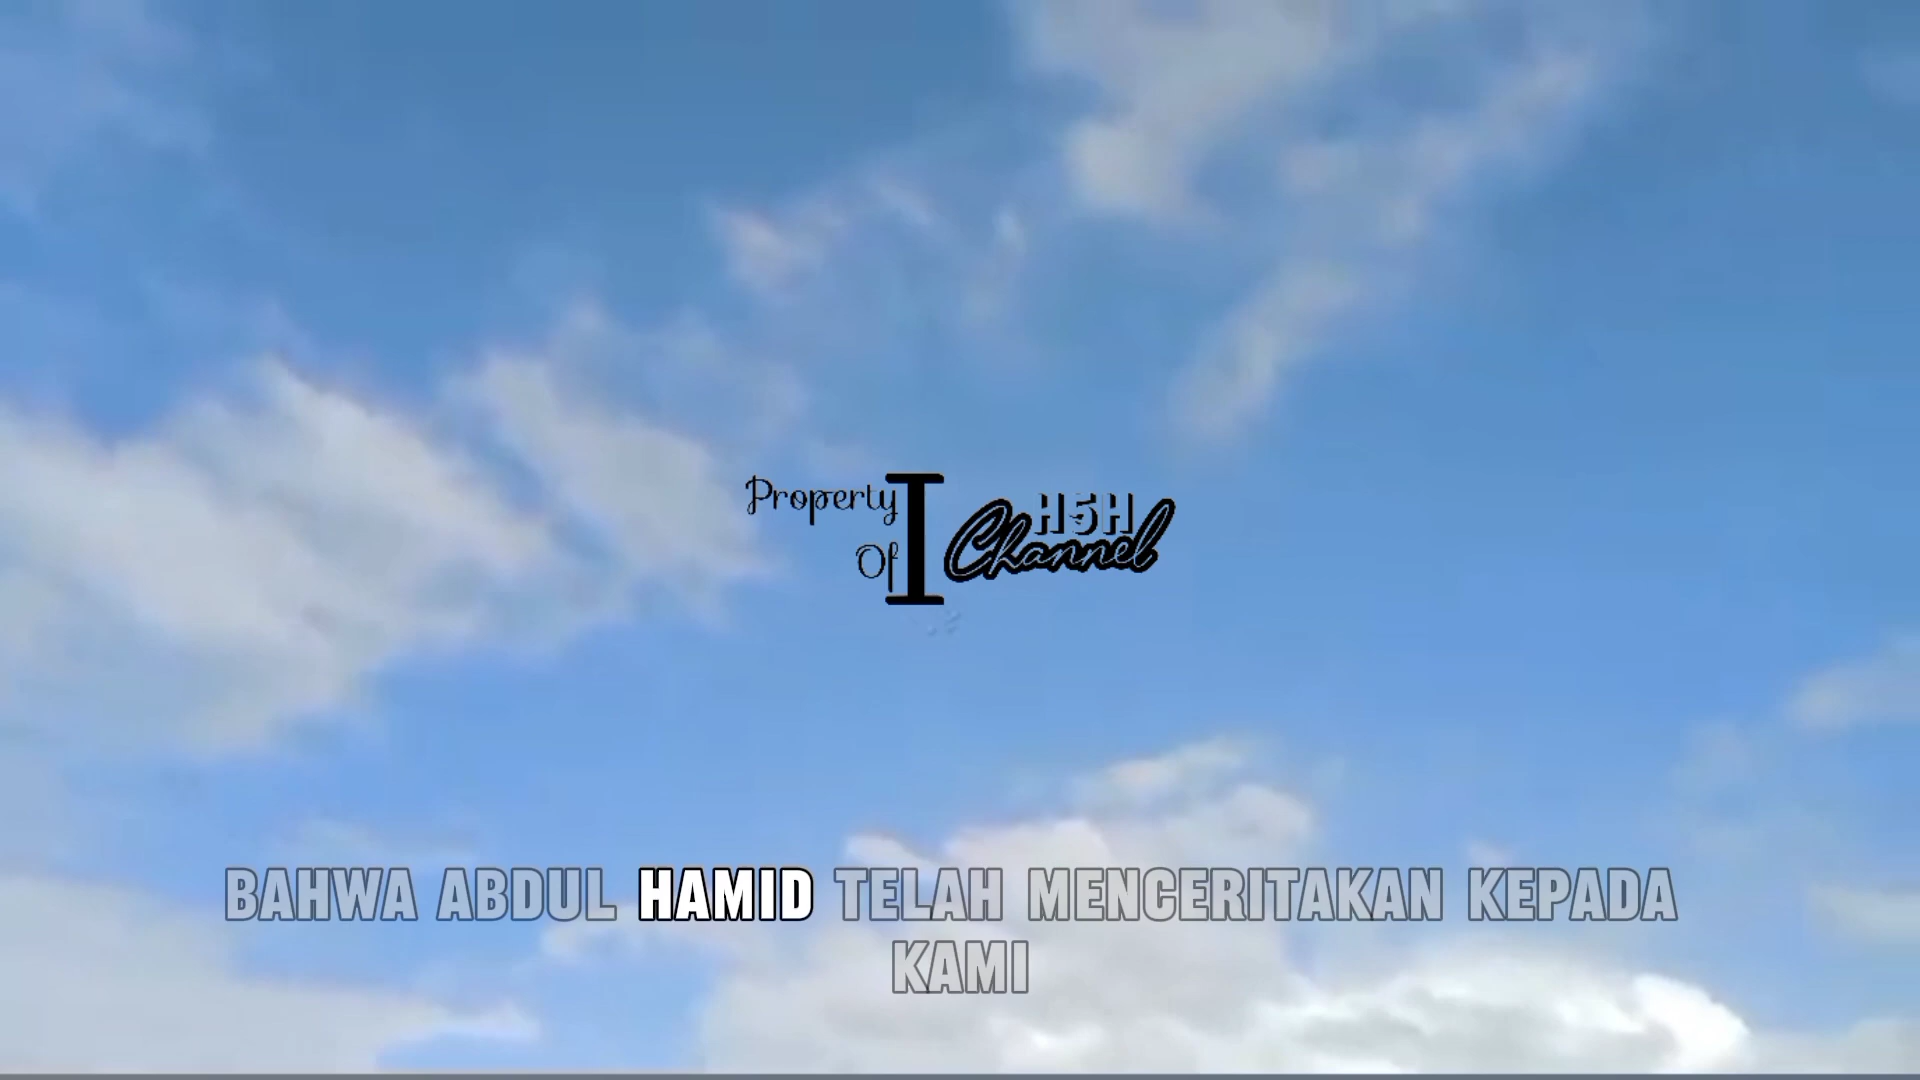 Property
Of
H5H
Channel
BAHWA ABDUL HAMID TELAH MENCERITAKAN KEPADA
KAMI